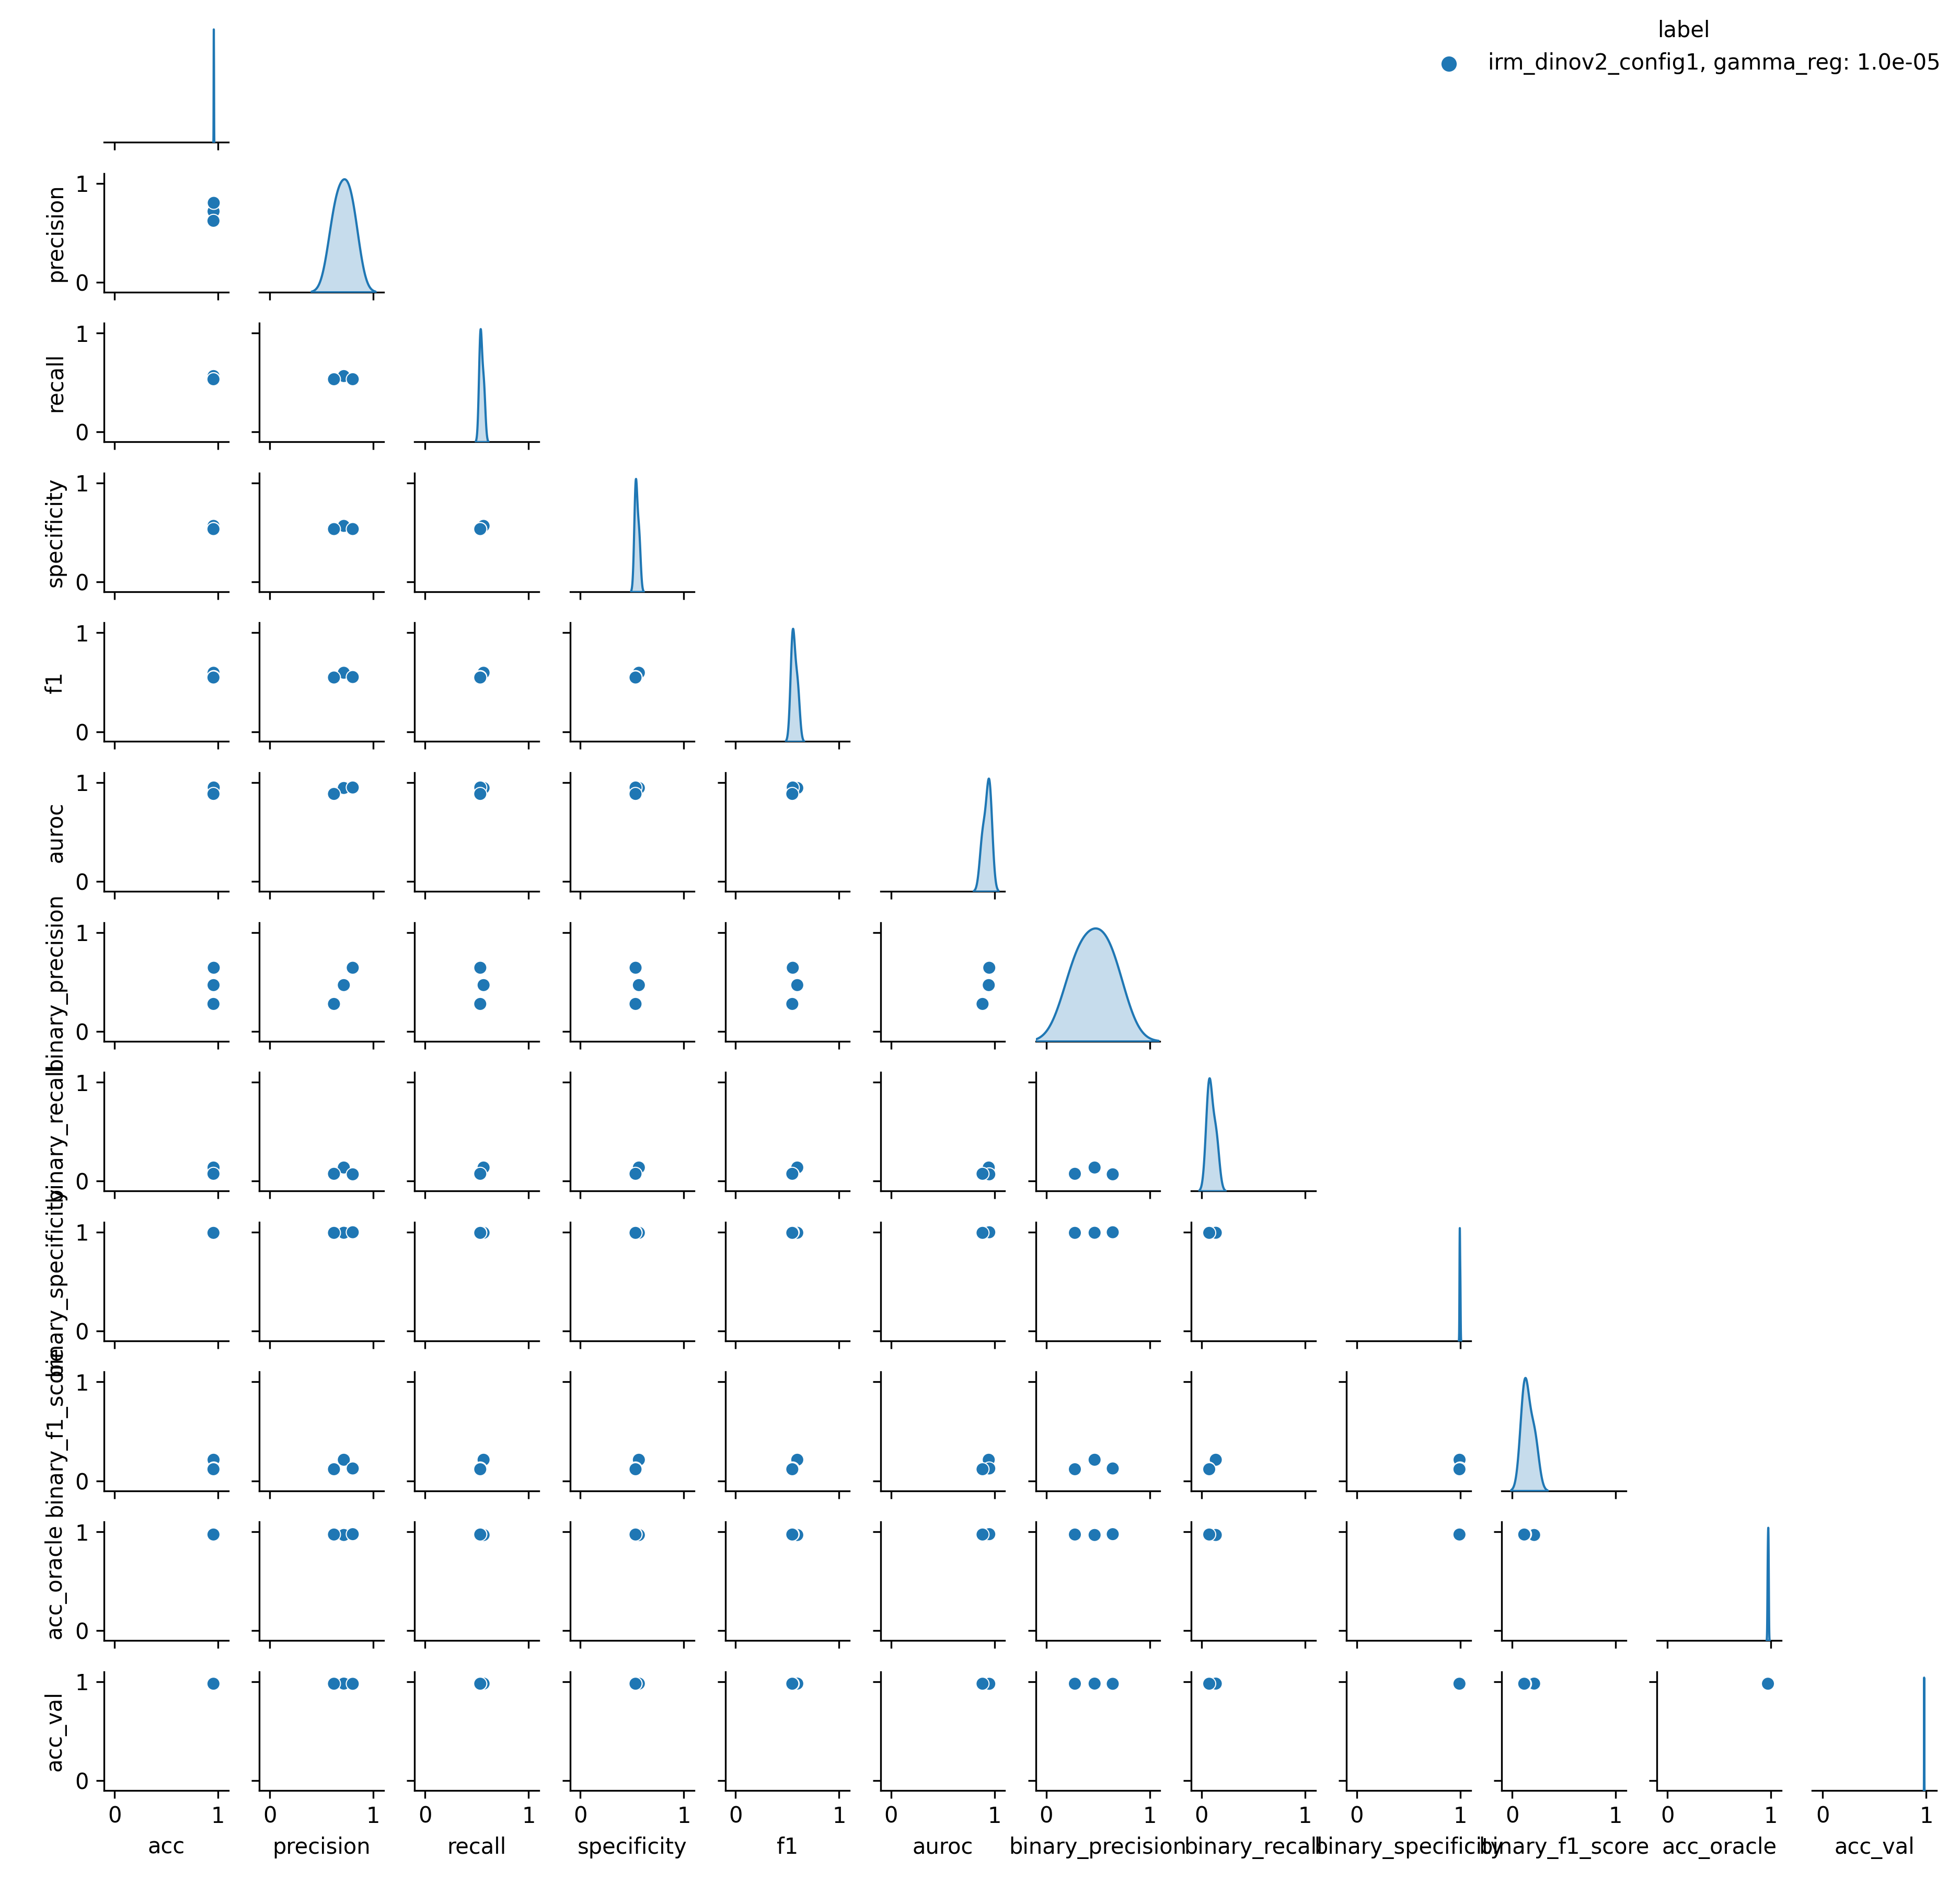 label
irm_dinov2_config1, gamma_reg: 1.0e-05
1
precision
0
1
recall
0
1
specificity
0
1
f1
0
1
auroc
0
1
binary_precision
0
1
binary_recall
0
1
binary_specificity
0
1
binary_f1_score
0
1
acc_oracle
0
1
acc_val
0
0 1 0 1 0 1 0 1 0 1 0 1 0 1 0 1 0 1 0 1 0 1 0 1
acc precision recall specificity f1 auroc binary_precision binary_recall binary_specificity binary_f1_score acc_oracle acc_val